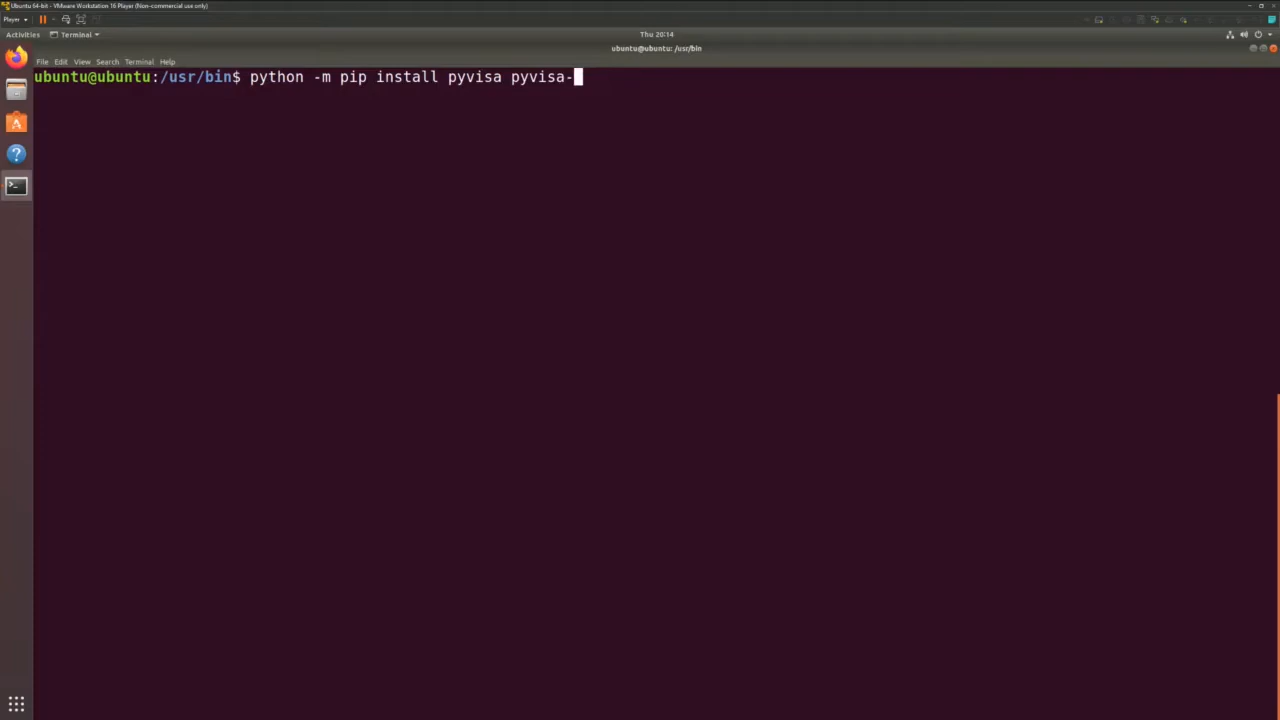 Ubuntu 64-bit - VMware Workstation 16 Player (Non-commercial use only)
Player
Activities Terminal Thu 20:14
ubuntu@ubuntu: /usr/bin
File Edit View Search Terminal Help
ubuntu@ubuntu:/usr/bin$ python -m pip install pyvisa pyvisa-